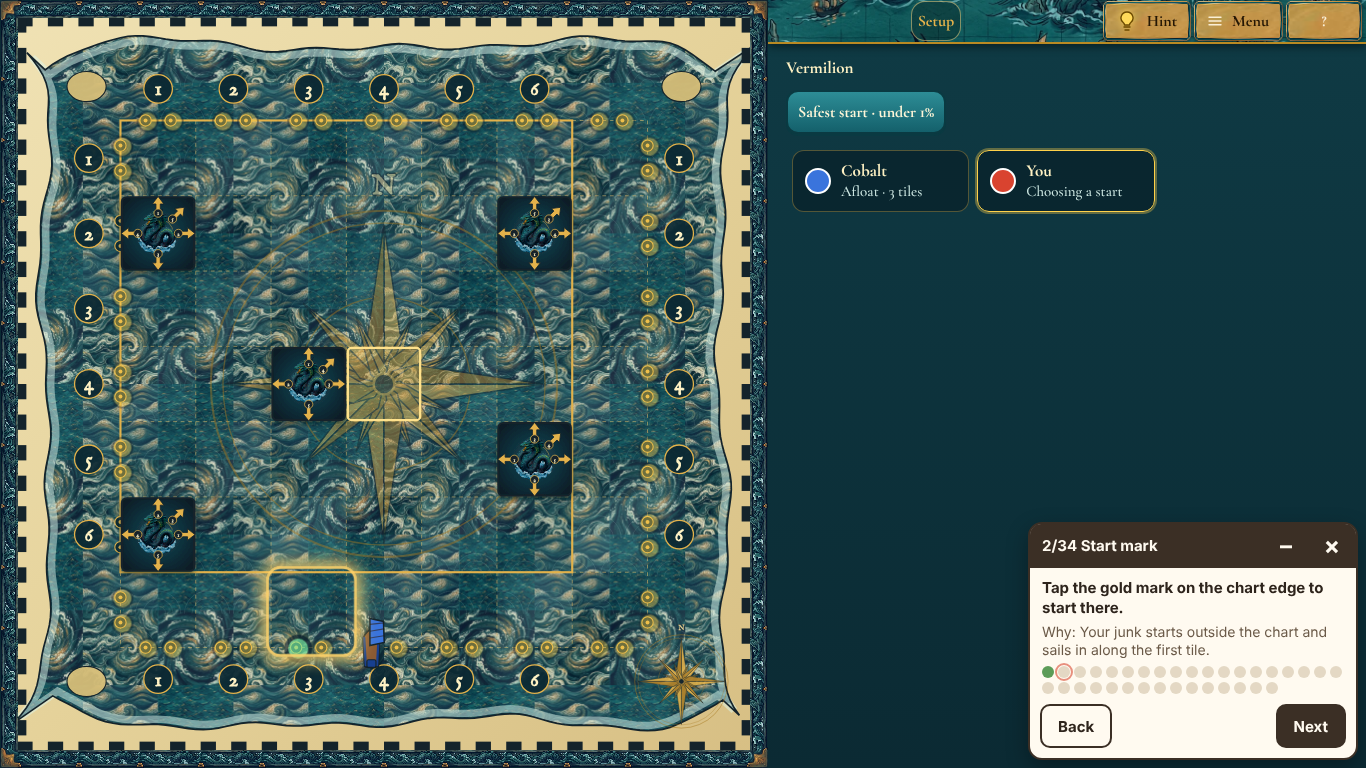 Setup
Hint
Menu
?
Vermilion
Safest start · under 1%
Cobalt
Afloat · 3 tiles
You
Choosing a start
1 2 3 4 5 6
1 1
N
2 2
3 3
4 4
5 5
6 6
1 2 3 4 5 6
N
2/34 Start mark
Tap the gold mark on the chart edge to
start there.
Why: Your junk starts outside the chart and
sails in along the first tile.
Back
Next